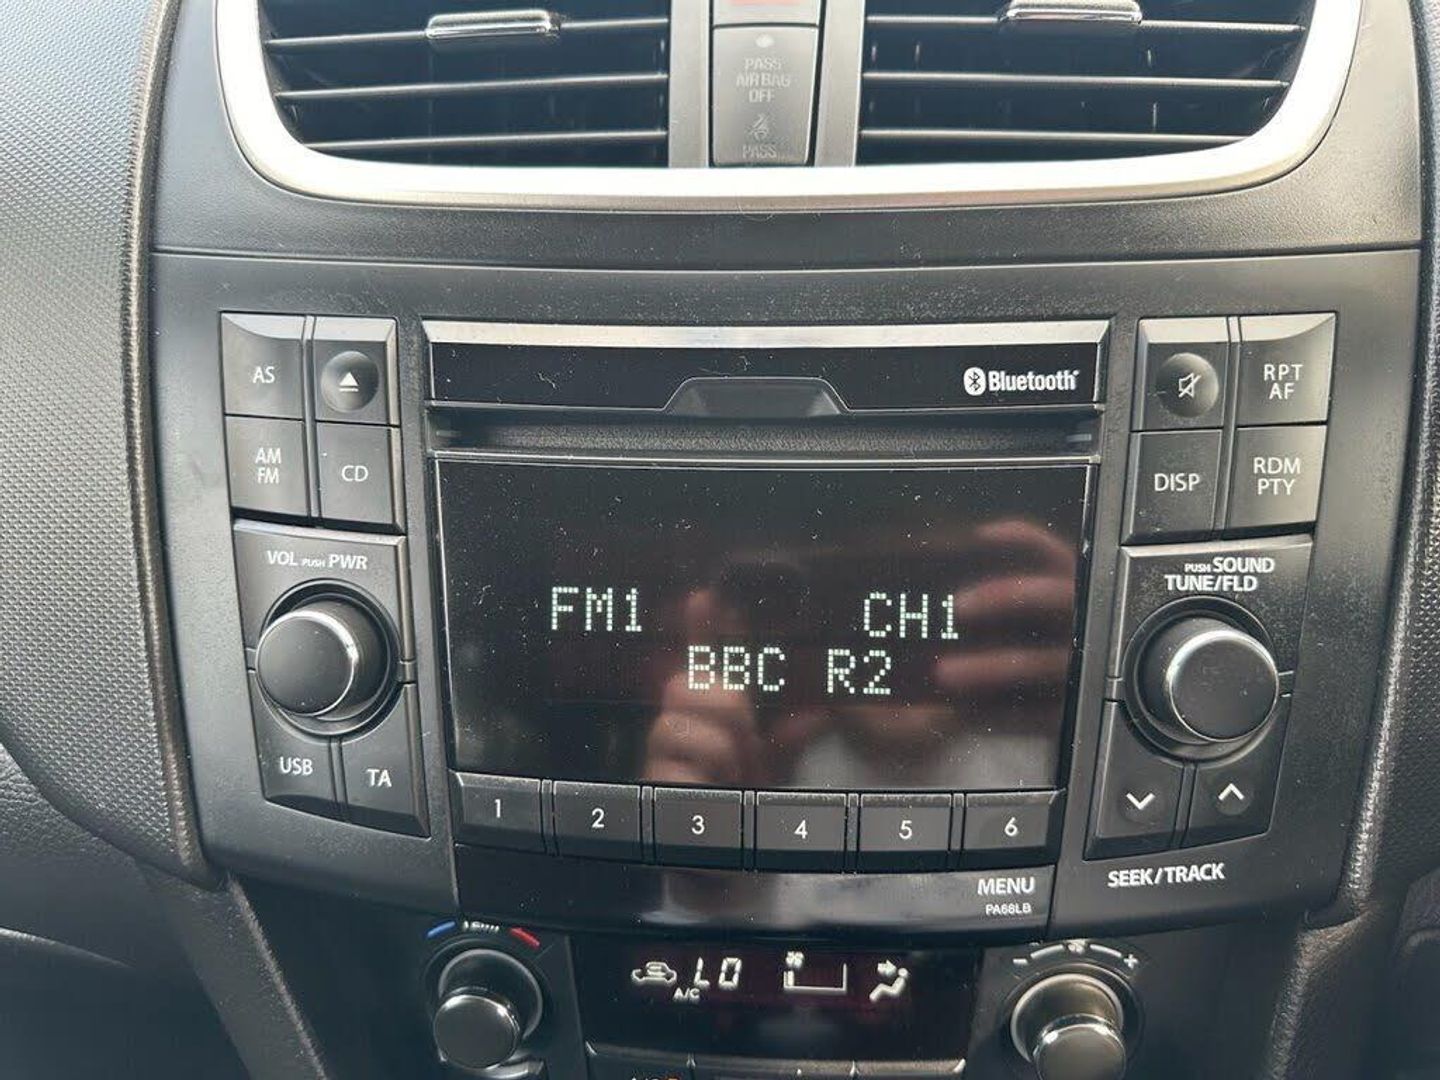 PASS
AIR BAG
OFF
PASS
AS
Bluetooth
RPT
AF
AM
FM
CD
DISP
RDM
PTY
VOL PUSH PWR
PUSH SOUND
TUNE/FLD
FM1 CH1
BBC R2
USB
TA
1 2 3 4 5 6
SEEK/TRACK
MENU
PA68LB
TEMP
A/C LO
- +